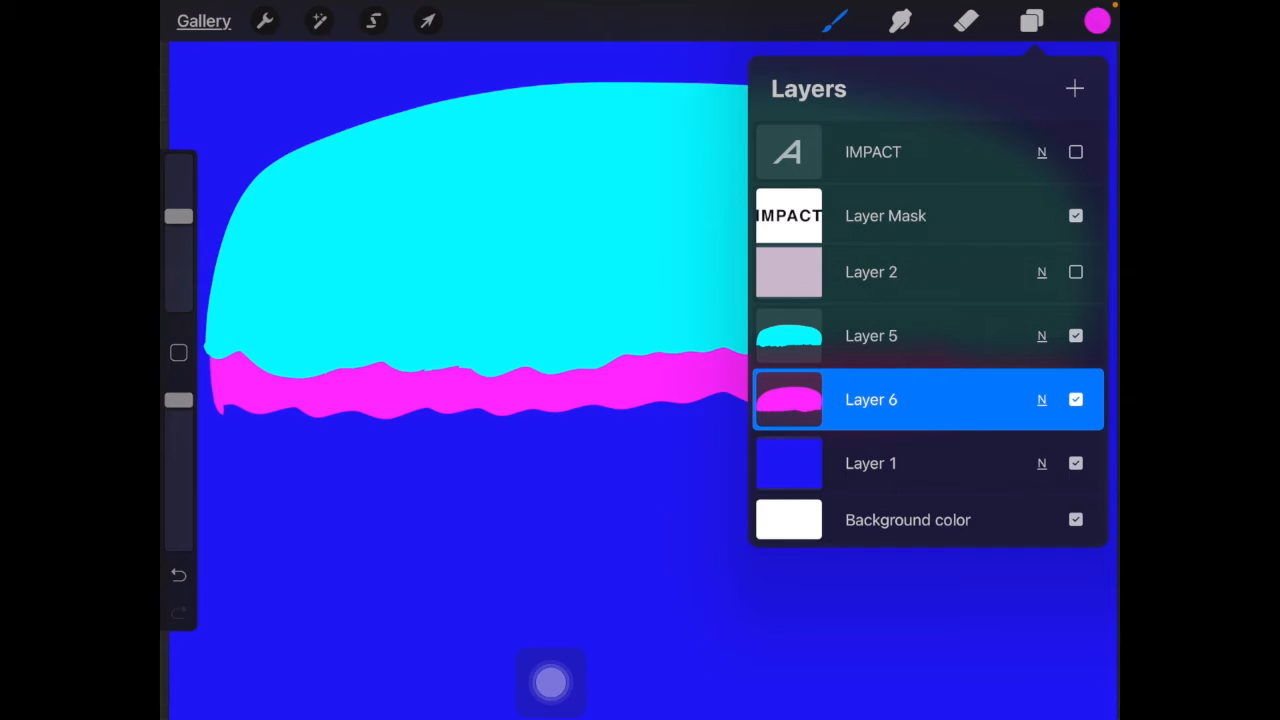 Gallery
Layers
A
IMPACT
N
IMPACT
Layer Mask
Layer 2
N
Layer 5
N
Layer 6
N
Layer 1
N
Background color